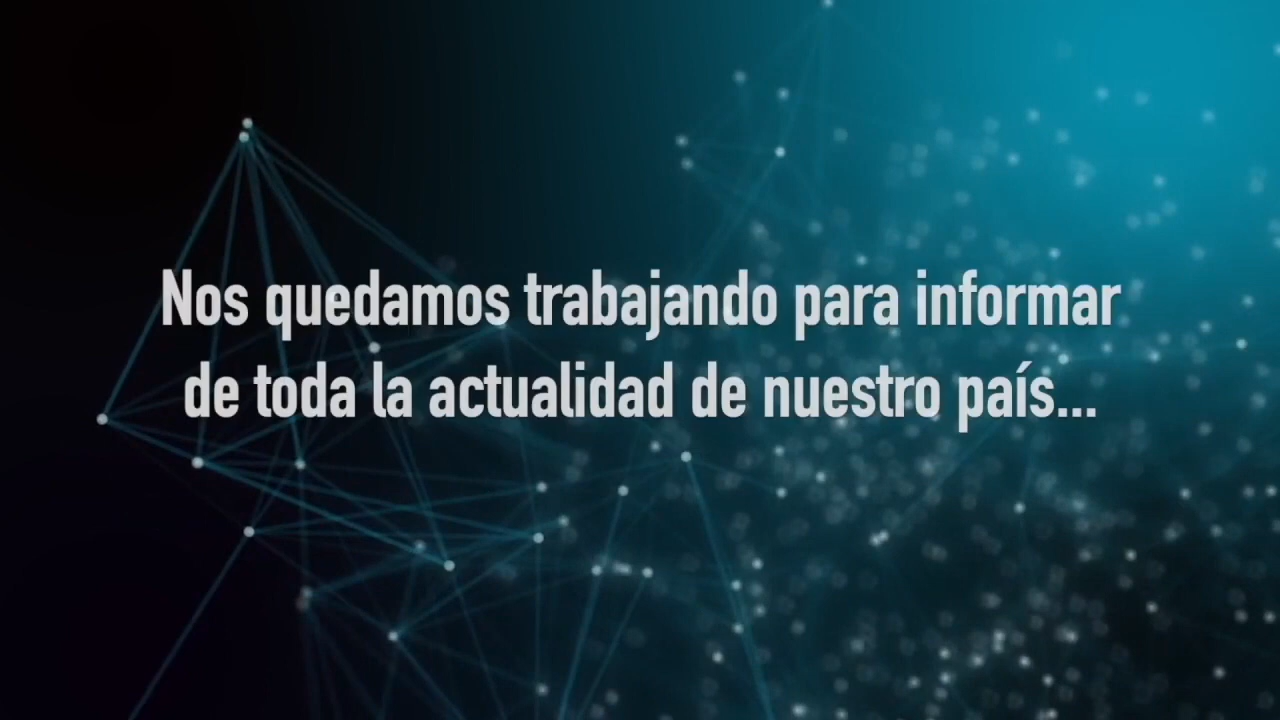 Nos quedamos trabajando para informar
de toda la actualidad de nuestro país...